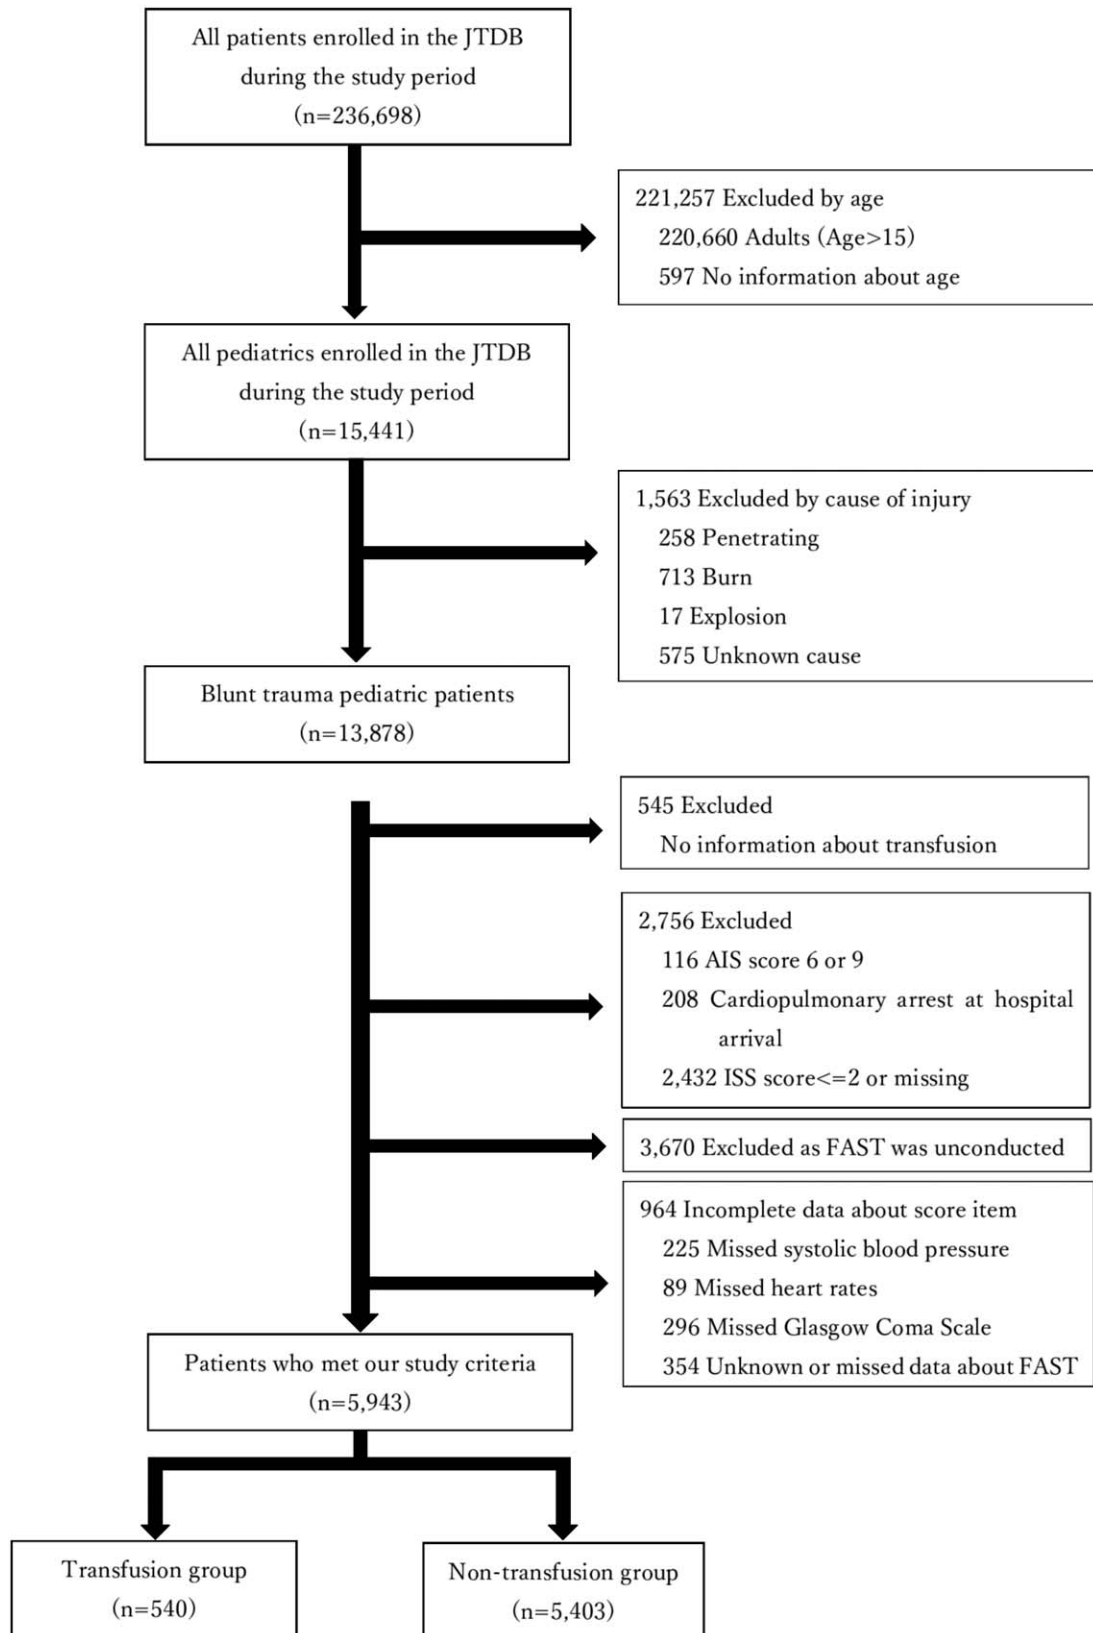 All patients enrolled in the JTDB
during the study period
(n=236,698)
221,257 Excluded by age
220,660 Adults (Age>15)
597 No information about age
All pediatrics enrolled in the JTDB
during the study period
(n=15,441)
1,563 Excluded by cause of injury
258 Penetrating
713 Burn
17 Explosion
575 Unknown cause
Blunt trauma pediatric patients
(n=13,878)
545 Excluded
No information about transfusion
2,756 Excluded
116 AIS score 6 or 9
208 Cardiopulmonary arrest at hospital
arrival
2,432 ISS score<=2 or missing
3,670 Excluded as FAST was unconducted
964 Incomplete data about score item
225 Missed systolic blood pressure
89 Missed heart rates
296 Missed Glasgow Coma Scale
354 Unknown or missed data about FAST
Patients who met our study criteria
(n=5,943)
Transfusion group
(n=540)
Non-transfusion group
(n=5,403)